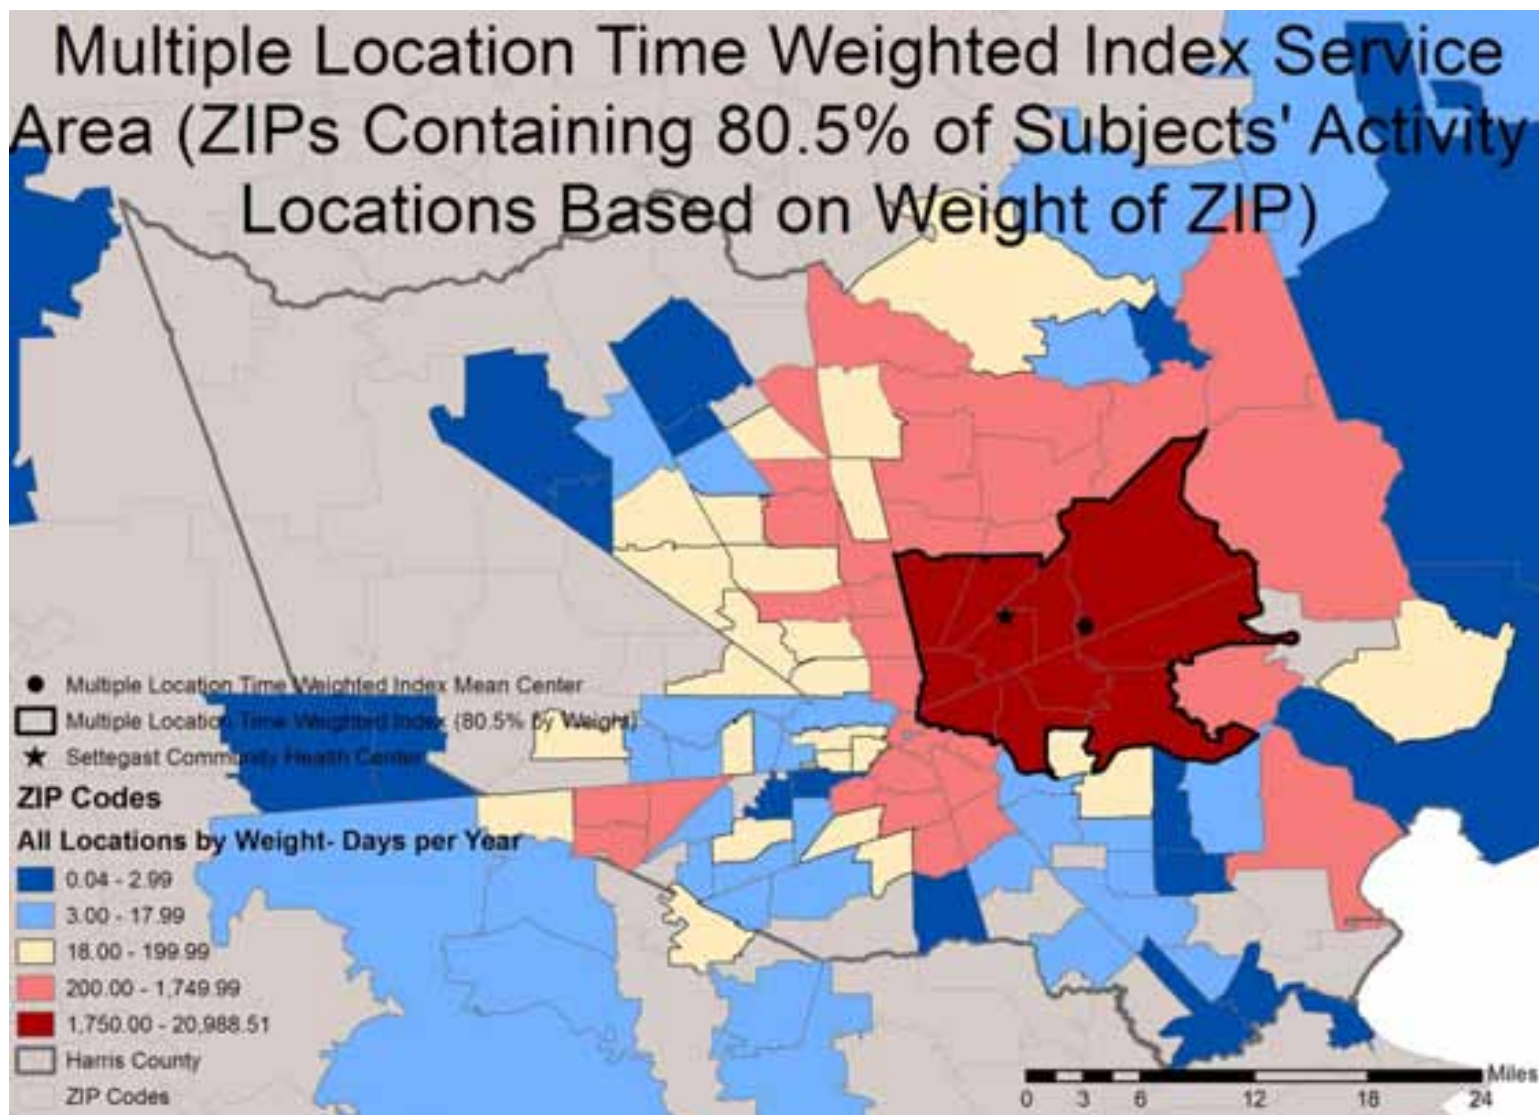 Multiple Location Time Weighted Index Service
Area (ZIPs Containing 80.5% of Subjects' Activity
Locations Based on Weight of ZIP)
Multiple Location Time Weighted Index Mean Center
Multiple Location Time Weighted Index (80.5% by Weight)
Settegast Community Health Center
ZIP Codes
All Locations by Weight- Days per Year
0.04 - 2.99
3.00 - 17.99
18.00 - 199.99
200.00 - 1,749.99
1,750.00 - 20,988.51
Harris County
ZIP Codes
Miles
0 3 6 12 18 24